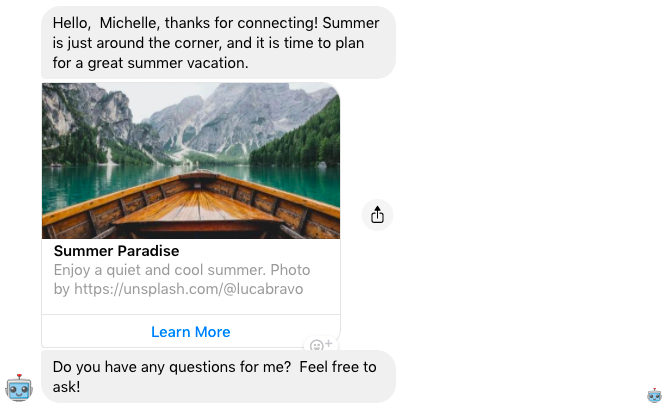 Hello,  Michelle, thanks for connecting! Summer
is just around the corner, and it is time to plan
for a great summer vacation.
Summer Paradise
Enjoy a quiet and cool summer. Photo
by https://unsplash.com/@lucabravo
Learn More
Do you have any questions for me?  Feel free to
ask!